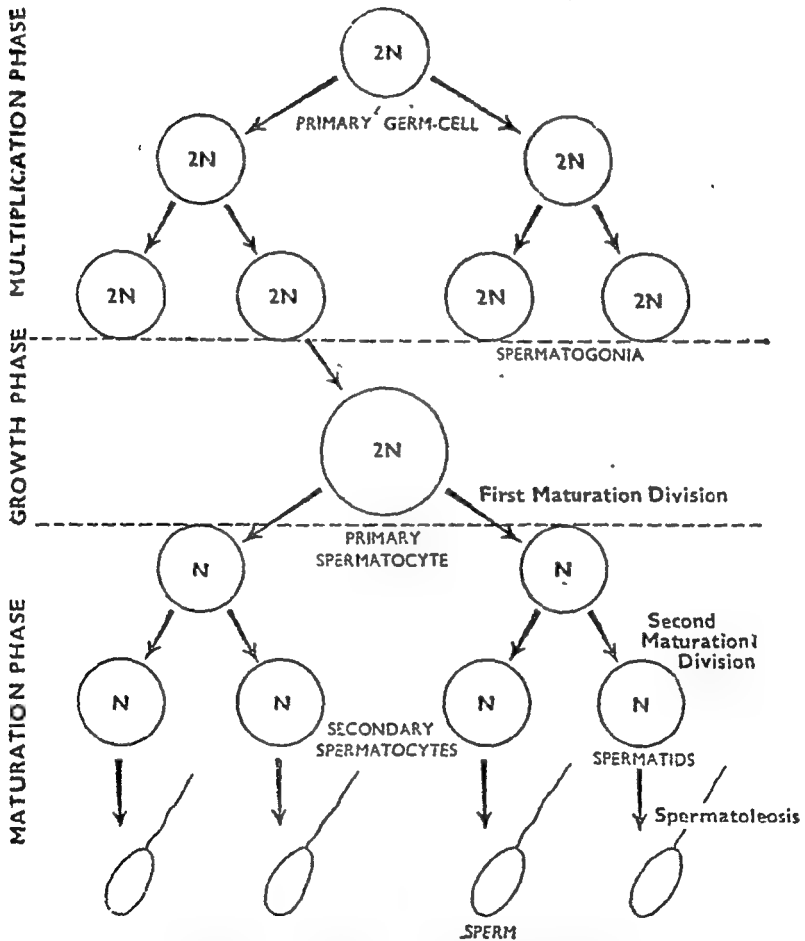 MULTIPLICATION PHASE
2N
PRIMARY GERM-CELL
2N
2N
2N
2N
2N
2N
SPERMATOGONIA
GROWTH PHASE
2N
First Maturation Division
PRIMARY
SPERMATOCYTE
MATURATION PHASE
N
N
Second
Maturation
Division
N
N
N
N
SECONDARY
SPERMATOCYTES
SPERMATIDS
Spermatoleosis
SPERM